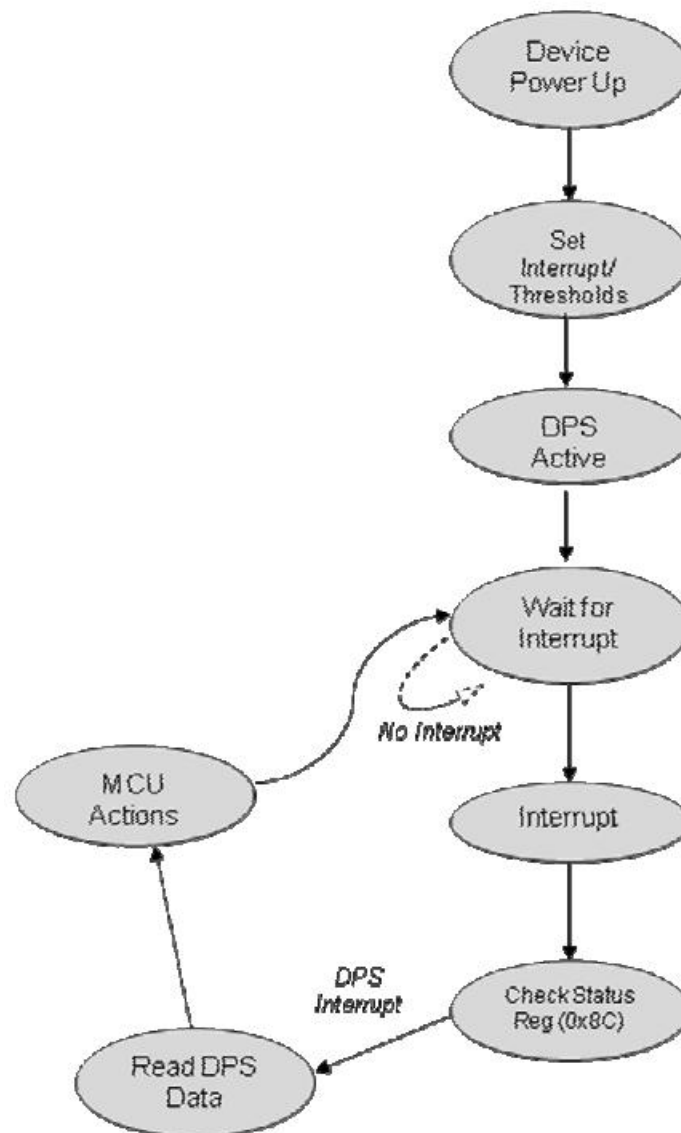 Device
Power Up
Set
Interrupt/
Thresholds
DPS
Active
Wait for
Interrupt
No Interrupt
MCU
Actions
Interrupt
DPS
Interrupt
Check Status
Reg (0x8C)
Read DPS
Data